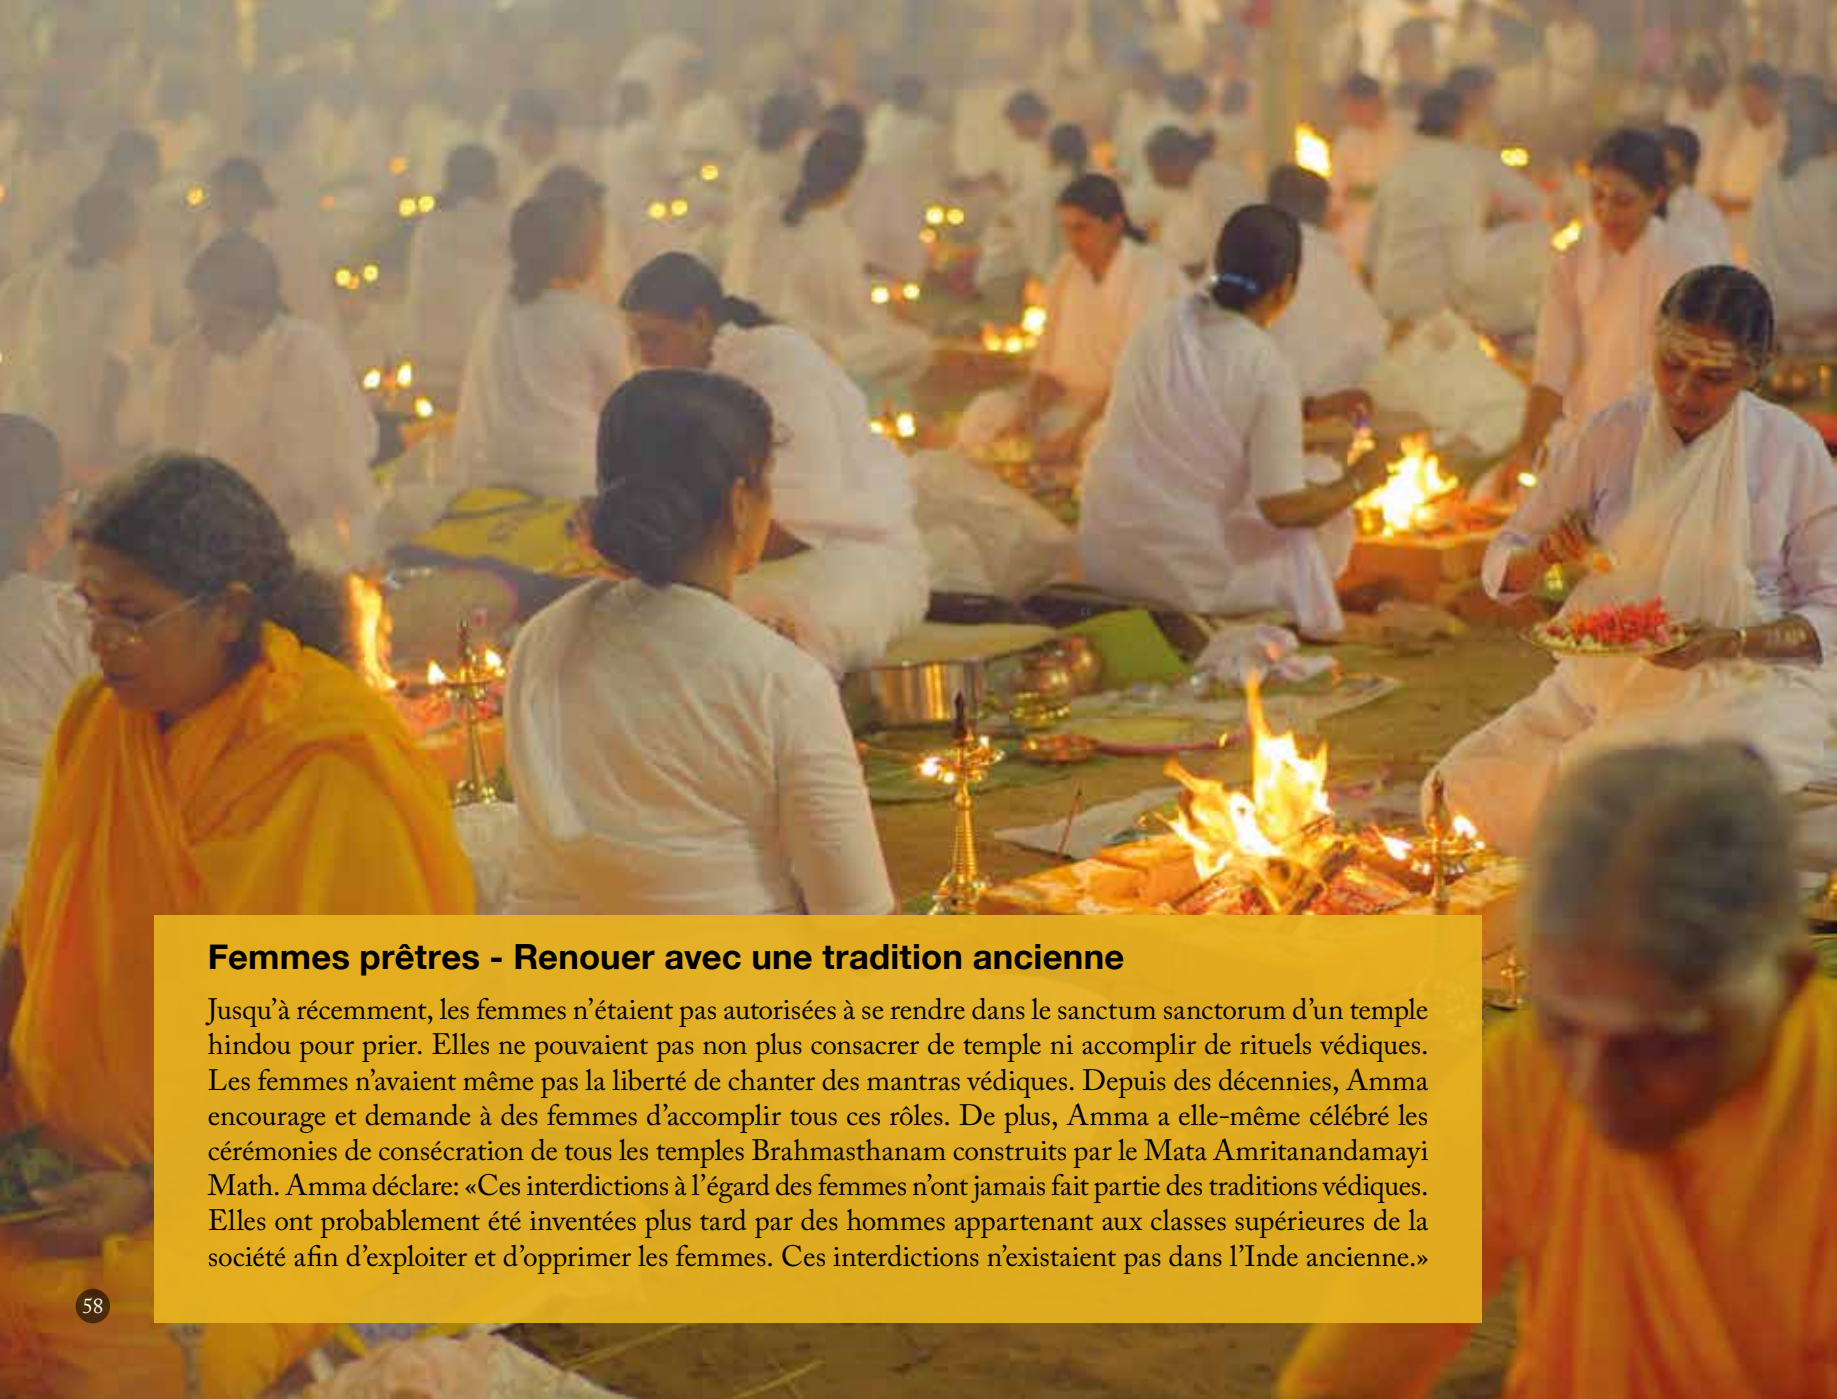 Femmes prêtres - Renouer avec une tradition ancienne
Jusqu’à récemment, les femmes n’étaient pas autorisées à se rendre dans le sanctum sanctorum d’un temple
hindou pour prier. Elles ne pouvaient pas non plus consacrer de temple ni accomplir de rituels védiques.
Les femmes n’avaient même pas la liberté de chanter des mantras védiques. Depuis des décennies, Amma
encourage et demande à des femmes d’accomplir tous ces rôles. De plus, Amma a elle-même célébré les
cérémonies de consécration de tous les temples Brahmasthanam construits par le Mata Amritanandamayi
Math. Amma déclare: «Ces interdictions à l’égard des femmes n’ont jamais fait partie des traditions védiques.
Elles ont probablement été inventées plus tard par des hommes appartenant aux classes supérieures de la
société afin d’exploiter et d’opprimer les femmes. Ces interdictions n’existaient pas dans l’Inde ancienne.»
58